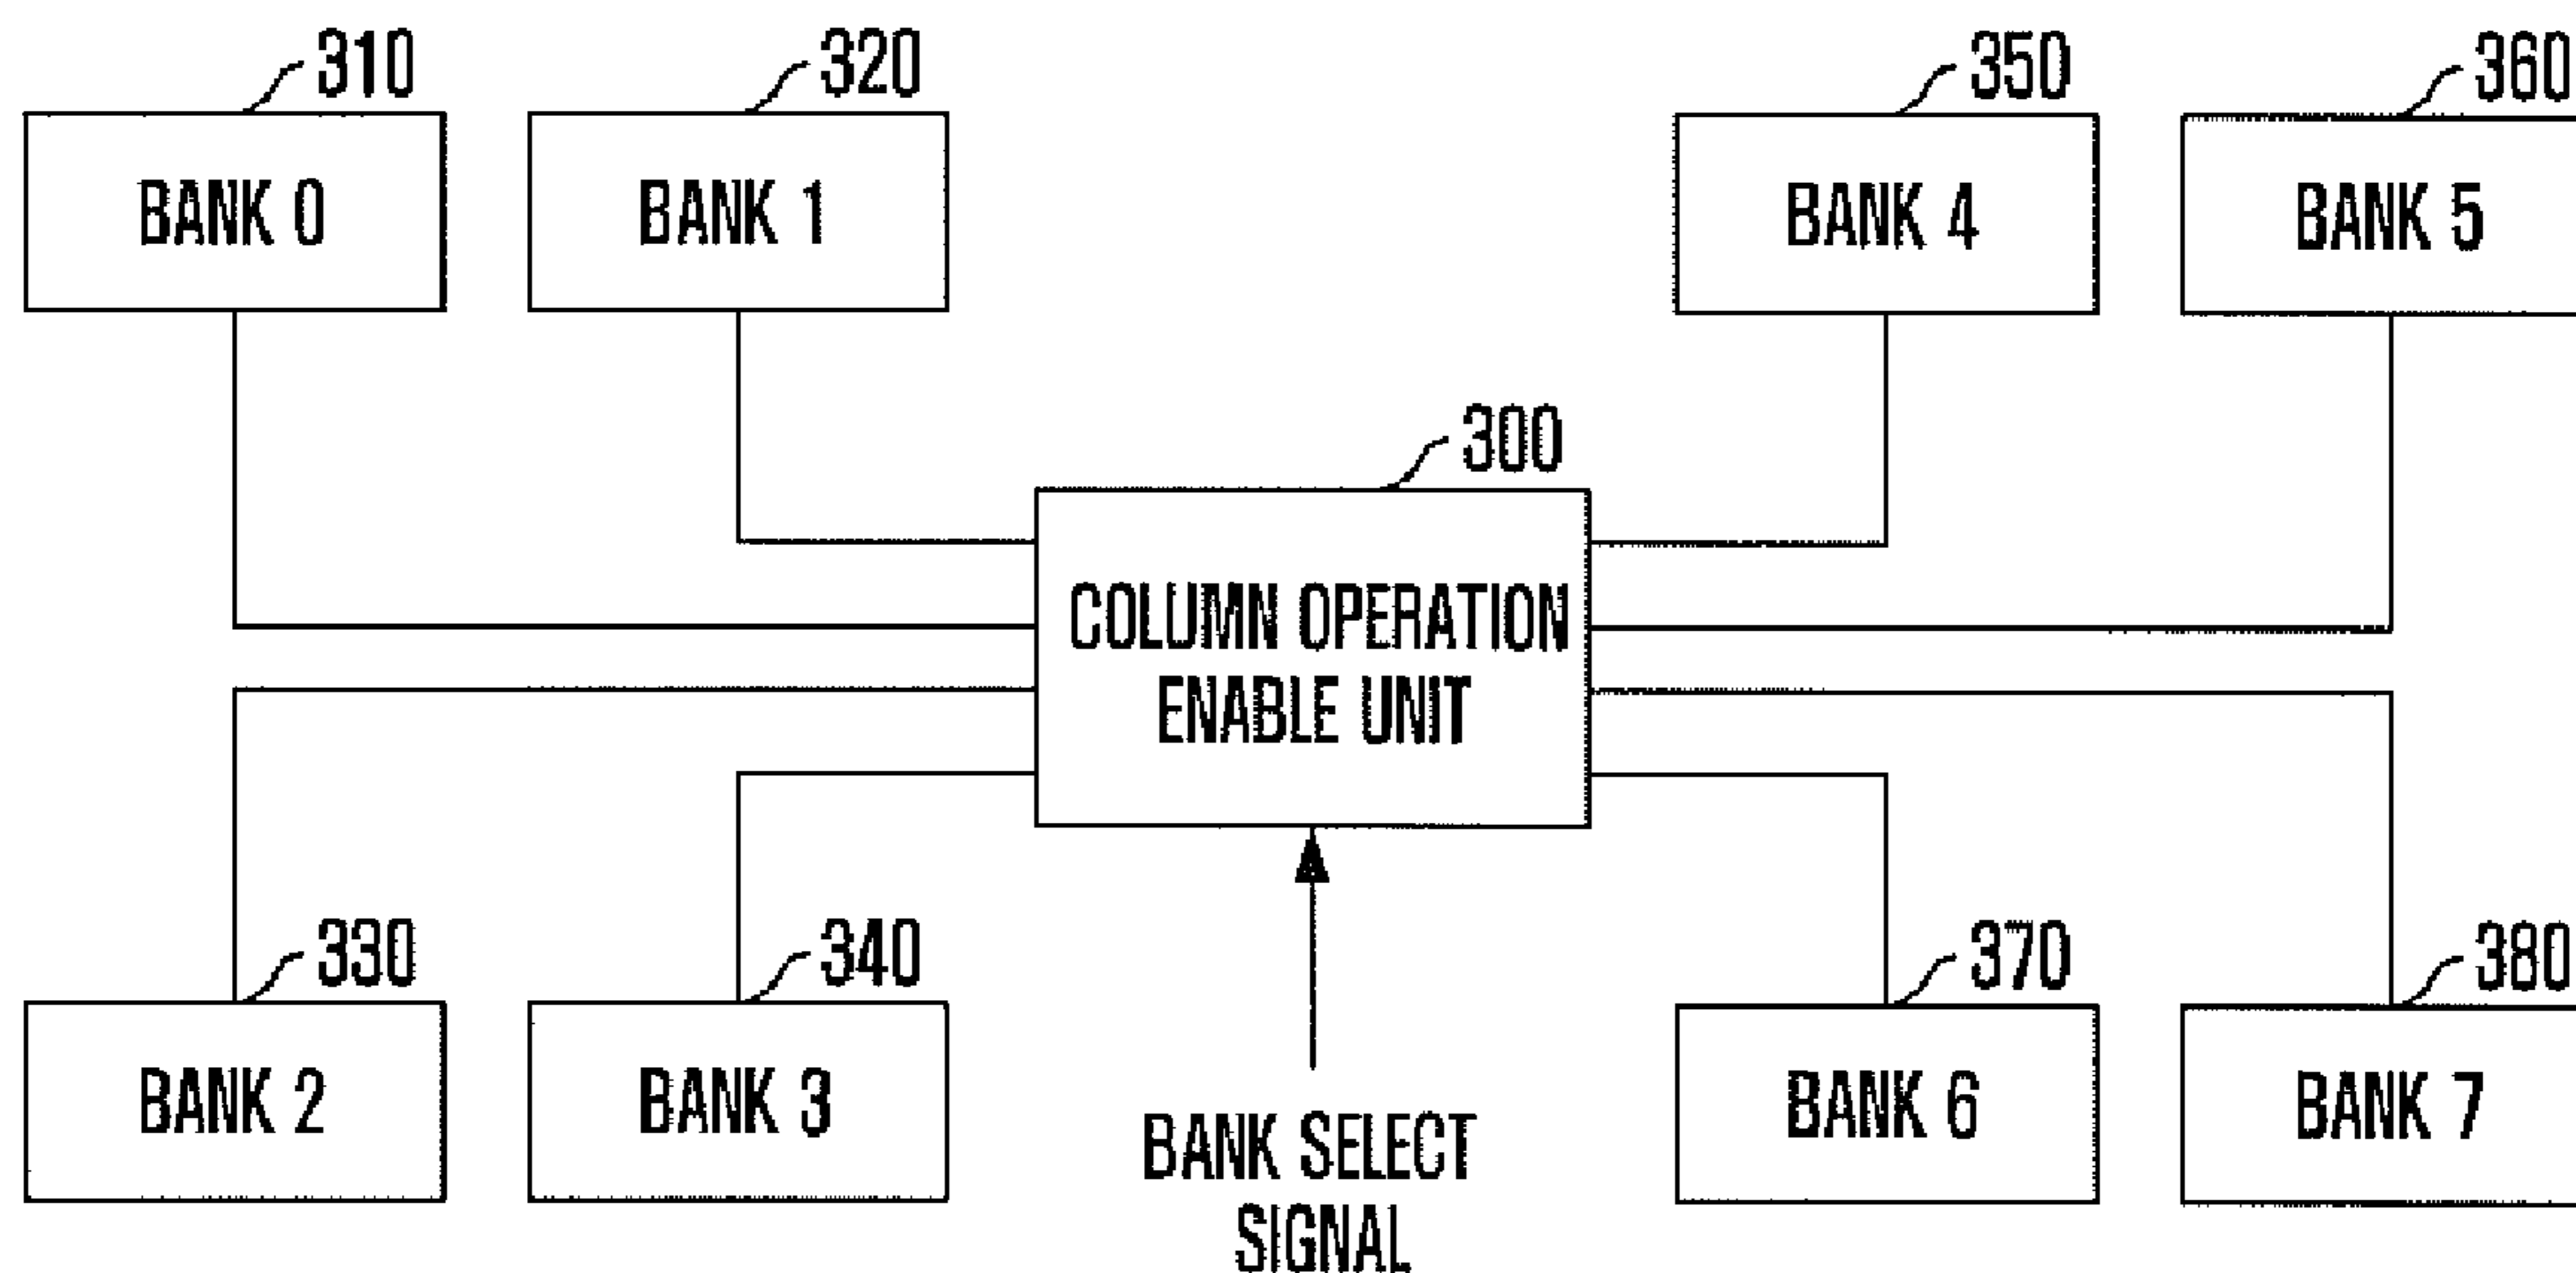 310 320 350 360
BANK 0 BANK 1 BANK 4 BANK 5
300
COLUMN OPERATION
ENABLE UNIT
330 340 370 380
BANK 2 BANK 3 BANK 6 BANK 7
BANK SELECT
SIGNAL